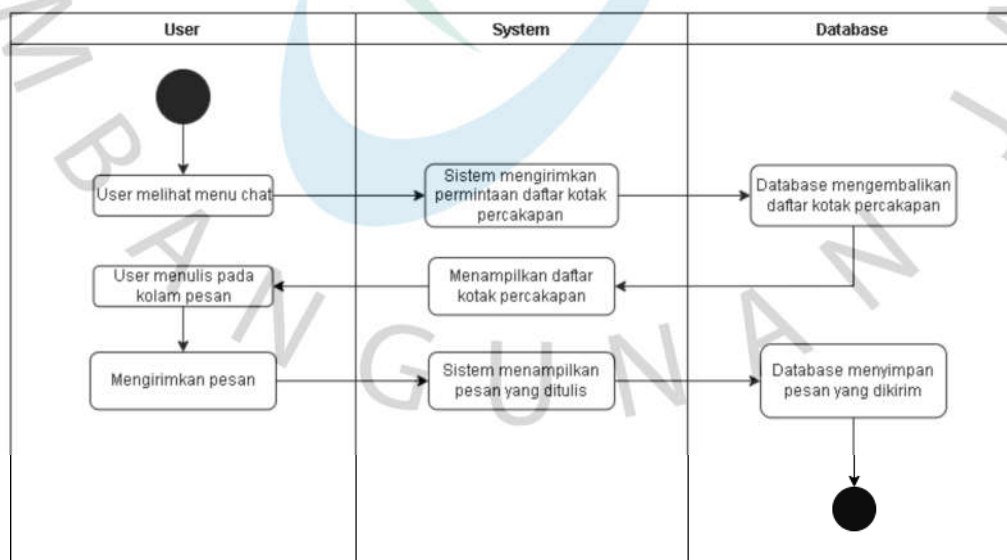 User
System
Database
User melihat menu chat
Sistem mengirimkan
permintaan daftar kotak
percakapan
Database mengembalikan
daftar kotak percakapan
Menampilkan daftar
kotak percakapan
User menulis pada
kolam pesan
Mengirimkan pesan
Sistem menampilkan
pesan yang ditulis
Database menyimpan
pesan yang dikirim
MBANGUNAN